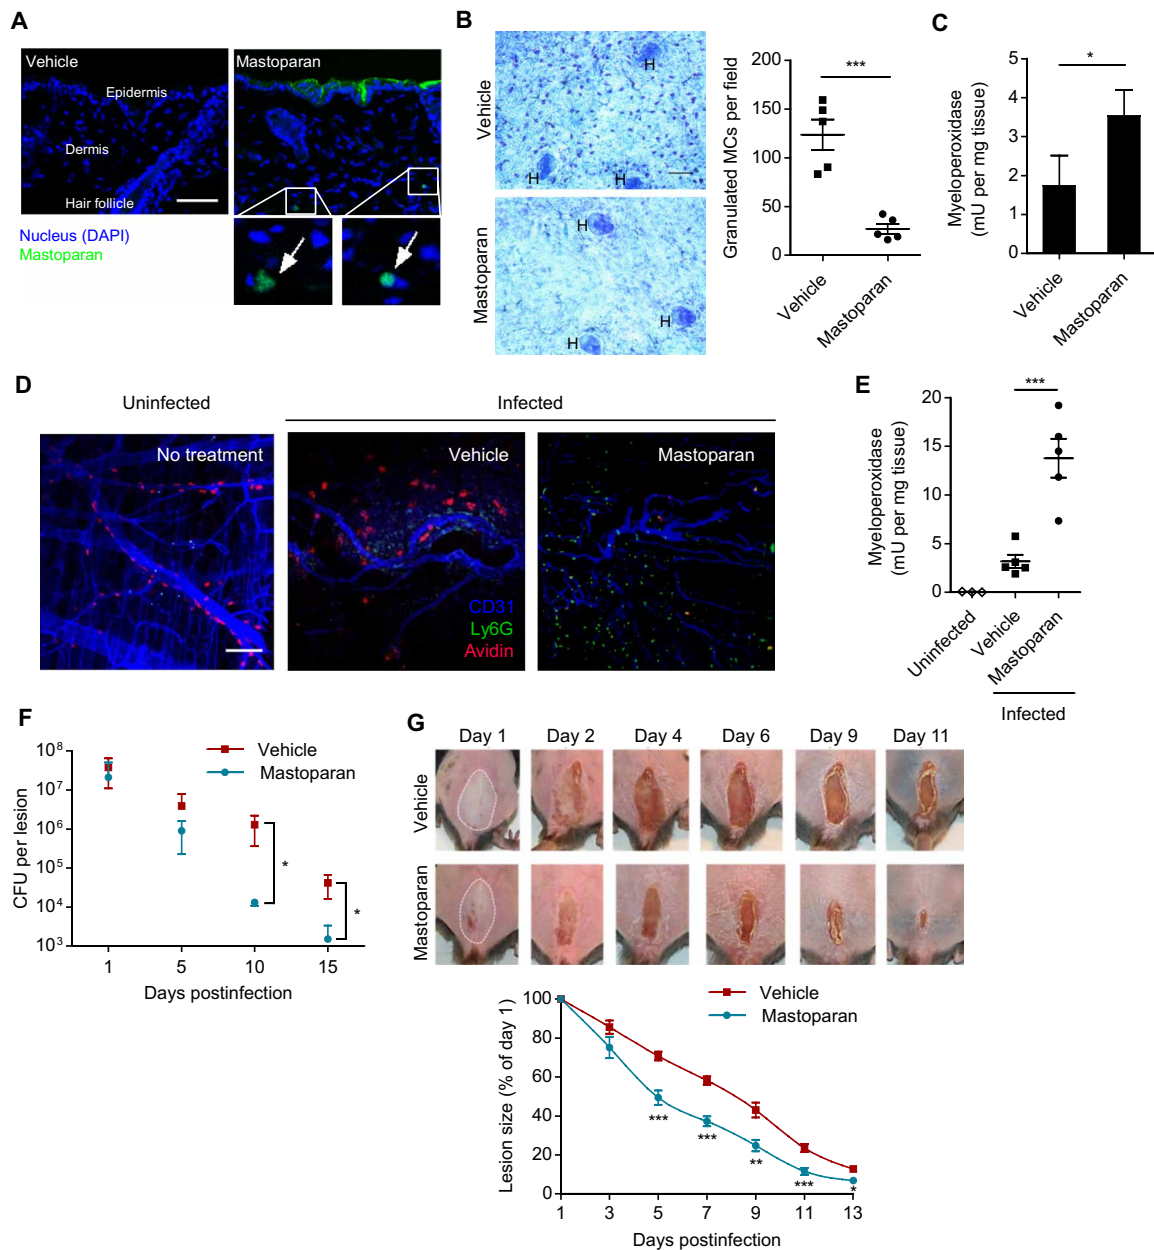 A
Vehicle
Mastoparan
Epidermis
Dermis
Hair follicle
Nucleus (DAPI)
Mastoparan
B
Vehicle
H
H
H
Mastoparan
H
H
H
Granulated MCs per field
200
150
100
50
0
***
Vehicle
Mastoparan
C
Myeloperoxidase
(mU per mg tissue)
5
4
3
2
1
0
*
Vehicle
Mastoparan
D
Uninfected
Infected
No treatment
Vehicle
Mastoparan
CD31
Ly6G
Avidin
E
Myeloperoxidase
(mU per mg tissue)
20
15
10
5
0
***
Uninfected
Vehicle
Mastoparan
Infected
F
CFU per lesion
10⁸
10⁷
10⁶
10⁵
10⁴
10³
Vehicle
Mastoparan
*
*
1 5 10 15
Days postinfection
G
Day 1 Day 2 Day 4 Day 6 Day 9 Day 11
Vehicle
Mastoparan
Lesion size (% of day 1)
100
80
60
40
20
0
Vehicle
Mastoparan
***
***
**
***
*
1 3 5 7 9 11 13
Days postinfection